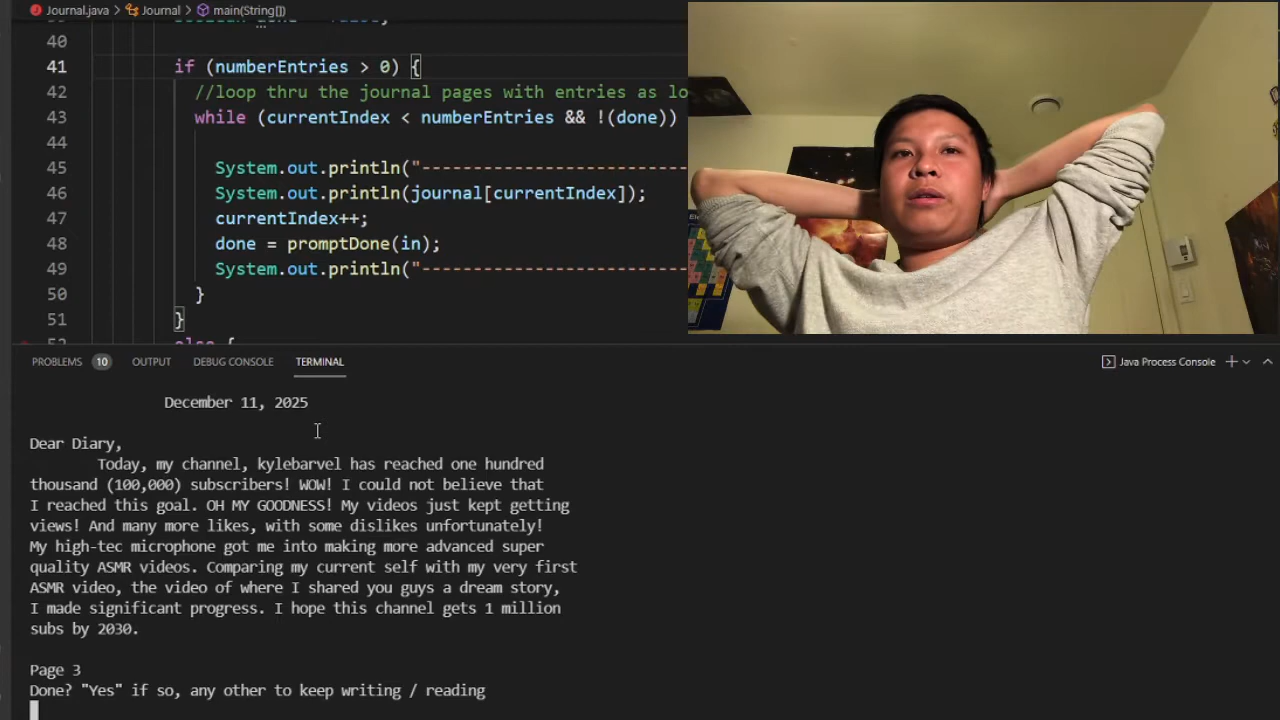 Journal.java > Journal > main(String[])
40
41 if (numberEntries > 0) {
42 //loop thru the journal pages with entries as lo
43 while (currentIndex < numberEntries && !(done))
44
45 System.out.println("--------------------------------
46 System.out.println(journal[currentIndex]);
47 currentIndex++;
48 done = promptDone(in);
49 System.out.println("--------------------------------
50 }
51 }
else {
PROBLEMS 10 OUTPUT DEBUG CONSOLE TERMINAL Java Process Console
December 11, 2025
Dear Diary,
Today, my channel, kylebarvel has reached one hundred
thousand (100,000) subscribers! WOW! I could not believe that
I reached this goal. OH MY GOODNESS! My videos just kept getting
views! And many more likes, with some dislikes unfortunately!
My high-tec microphone got me into making more advanced super
quality ASMR videos. Comparing my current self with my very first
ASMR video, the video of where I shared you guys a dream story,
I made significant progress. I hope this channel gets 1 million
subs by 2030.
Page 3
Done? "Yes" if so, any other to keep writing / reading